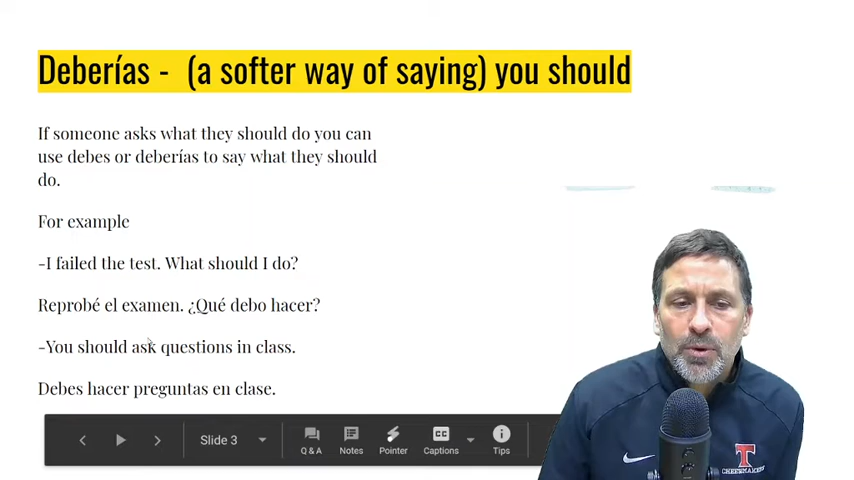 Deberías - (a softer way of saying) you should
If someone asks what they should do you can
use debes or deberías to say what they should
do.
For example
-I failed the test. What should I do?
Reprobé el examen. ¿Qué debo hacer?
-You should ask questions in class.
Debes hacer preguntas en clase.
Slide 3
Q & A
Notes
Pointer
CC
Captions
Tips
T
CHEESEMAKERS